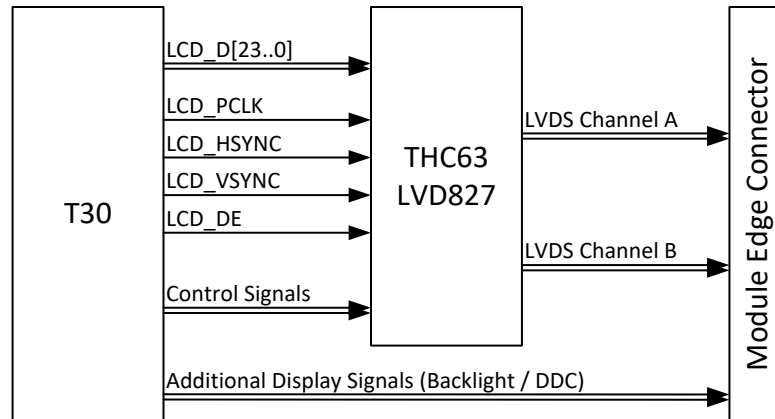 T30
LCD_D[23..0]
LCD_PCLK
LCD_HSYNC
LCD_VSYNC
LCD_DE
Control Signals
Additional Display Signals (Backlight / DDC)
THC63
LVD827
LVDS Channel A
LVDS Channel B
Module Edge Connector